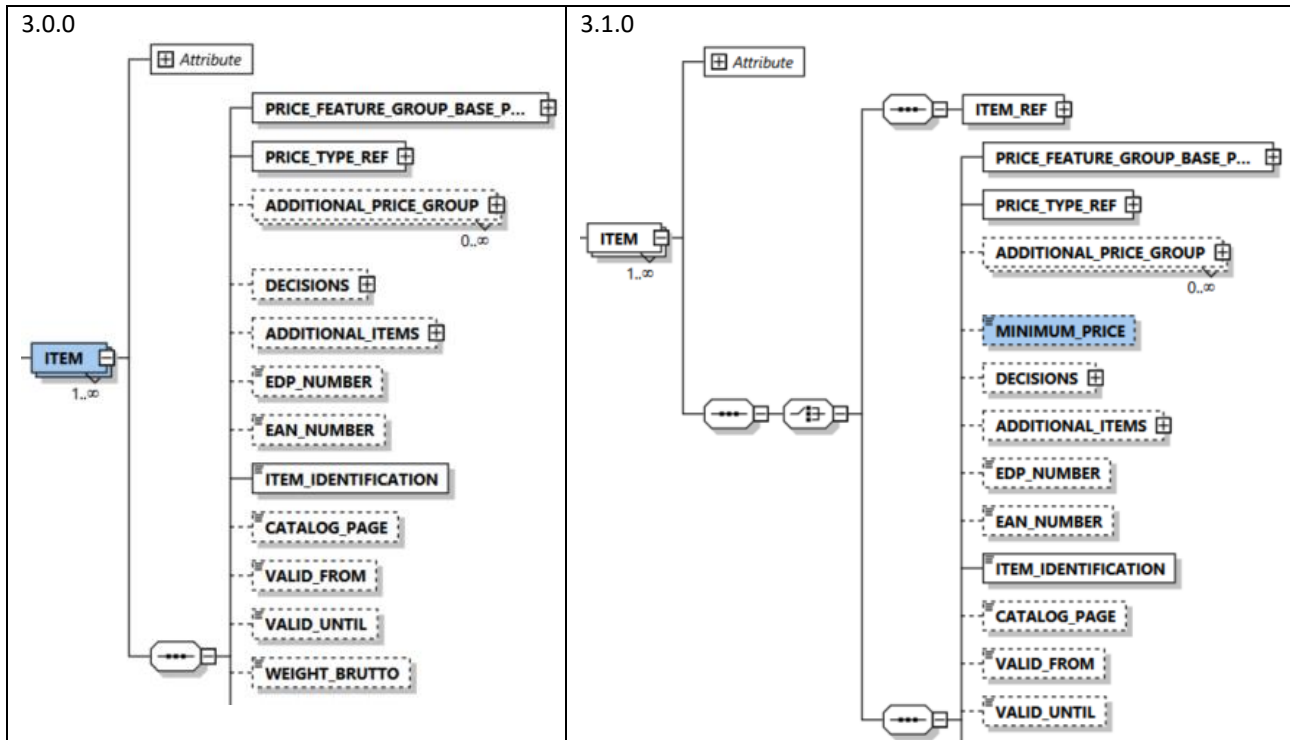 3.0.0
Attribute
PRICE_FEATURE_GROUP_BASE_P...
PRICE_TYPE_REF
ADDITIONAL_PRICE_GROUP
0..∞
DECISIONS
ADDITIONAL_ITEMS
ITEM
1..∞
EDP_NUMBER
EAN_NUMBER
ITEM_IDENTIFICATION
CATALOG_PAGE
VALID_FROM
VALID_UNTIL
WEIGHT_BRUTTO
3.1.0
Attribute
ITEM_REF
PRICE_FEATURE_GROUP_BASE_P...
PRICE_TYPE_REF
ITEM
1..∞
ADDITIONAL_PRICE_GROUP
0..∞
MINIMUM_PRICE
DECISIONS
ADDITIONAL_ITEMS
EDP_NUMBER
EAN_NUMBER
ITEM_IDENTIFICATION
CATALOG_PAGE
VALID_FROM
VALID_UNTIL